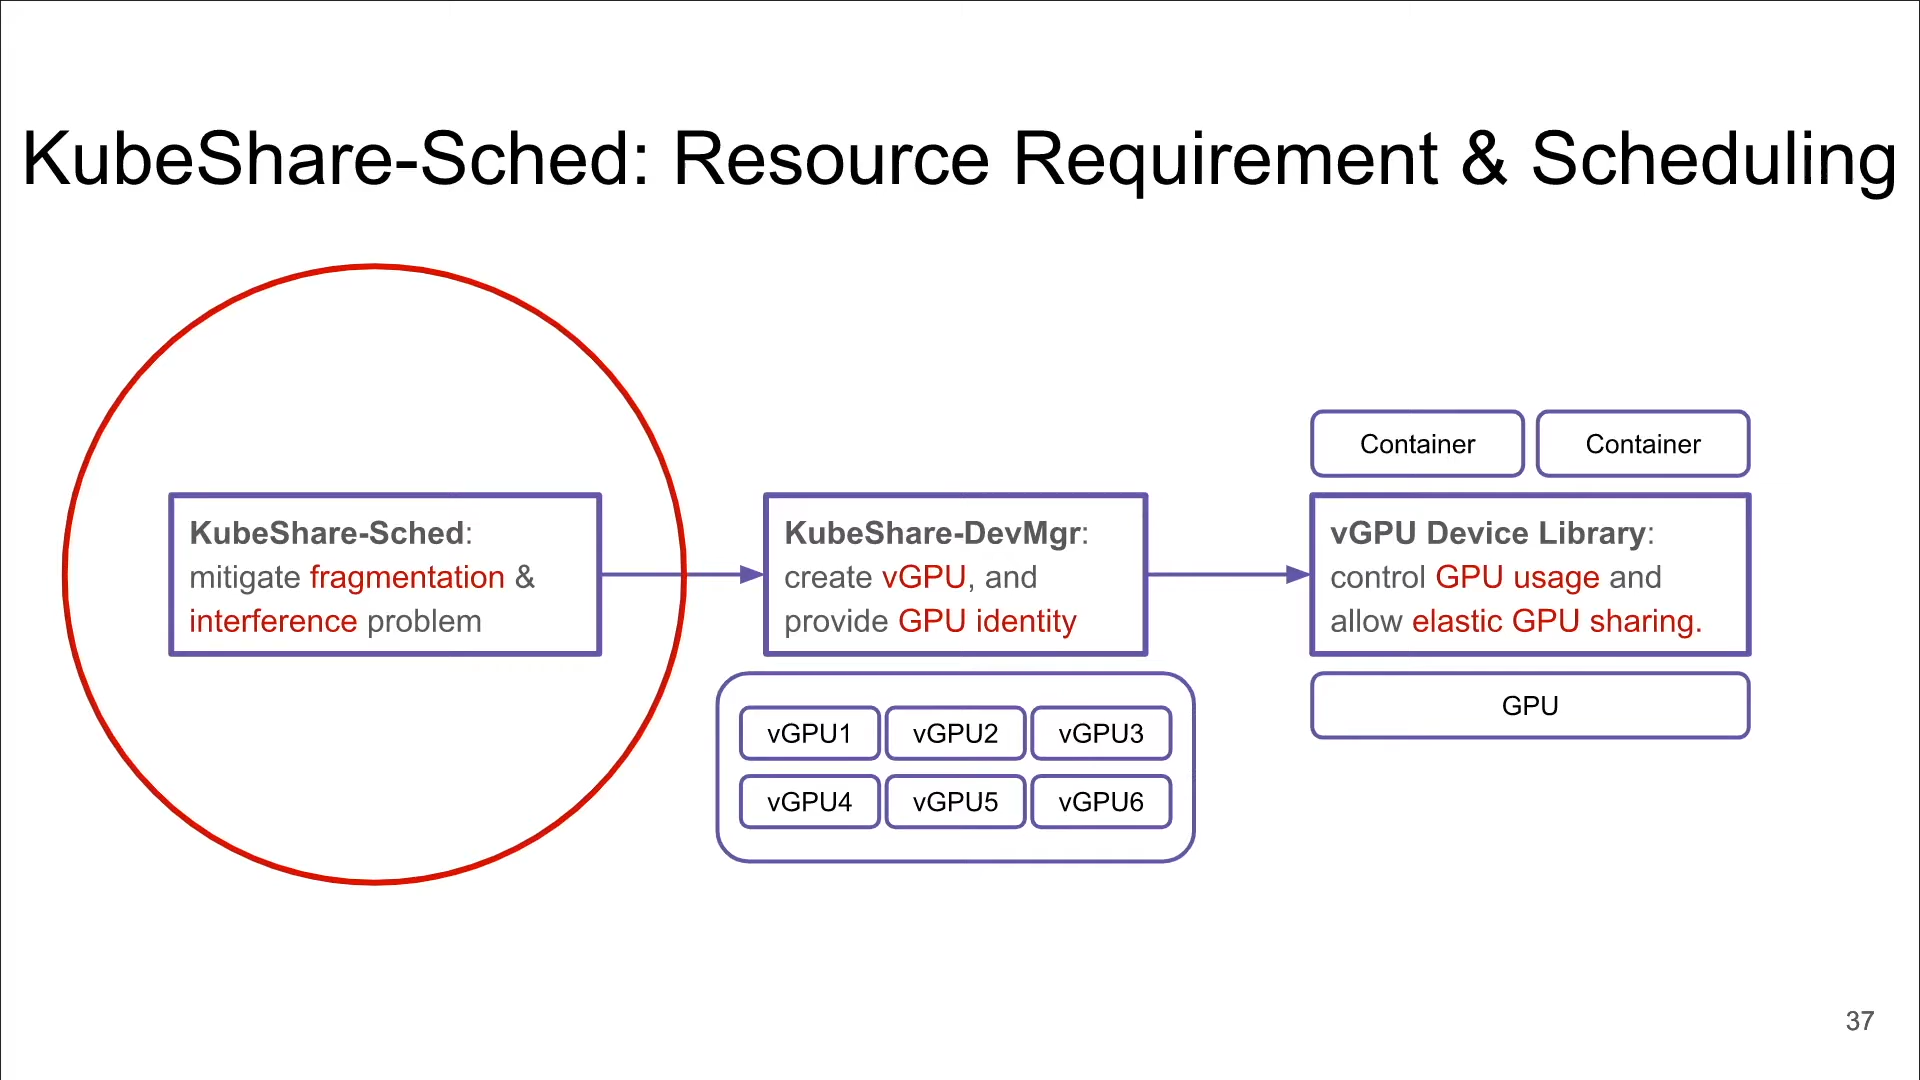 KubeShare-Sched: Resource Requirement & Scheduling
KubeShare-Sched:
mitigate fragmentation &
interference problem
KubeShare-DevMgr:
create vGPU, and
provide GPU identity
vGPU1 vGPU2 vGPU3
vGPU4 vGPU5 vGPU6
Container Container
vGPU Device Library:
control GPU usage and
allow elastic GPU sharing.
GPU
37